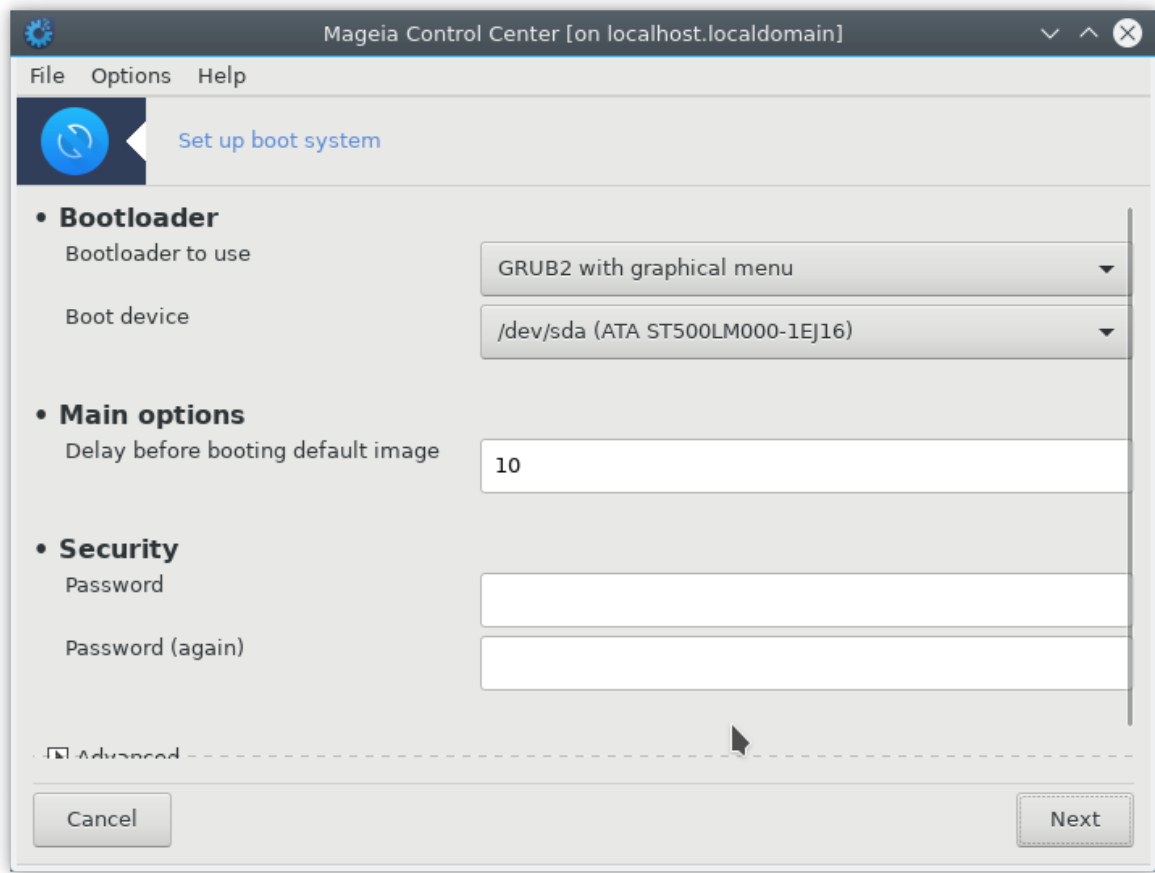 Mageia Control Center [on localhost.localdomain]
File Options Help
Set up boot system
• Bootloader
Bootloader to use
GRUB2 with graphical menu
Boot device
/dev/sda (ATA ST500LM000-1EJ16)
• Main options
Delay before booting default image
10
• Security
Password
Password (again)
Advanced
Cancel
Next